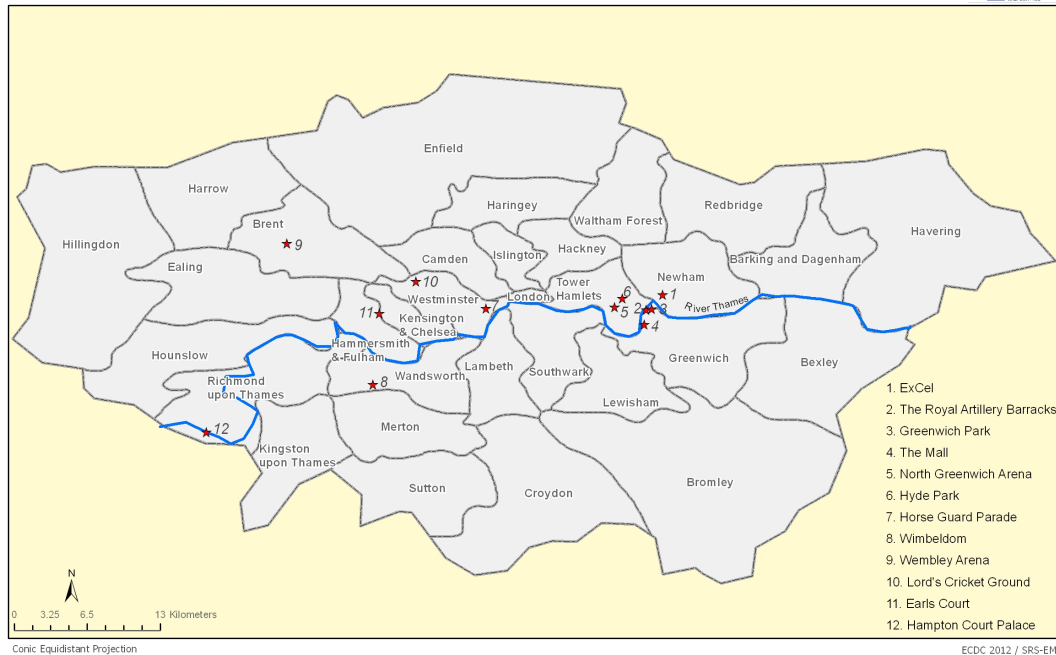 Enfield
Harrow
Haringey
Redbridge
Waltham Forest
Brent
Havering
Hillingdon
9
Hackney
Islington
Camden
Barking and Dagenham
Ealing
Newham
10
Tower
Hamlets
6
1
Westminster
London
7
River Thames
11
Kensington
& Chelsea
5
2
3
4
Hammersmith
& Fulham
Hounslow
Greenwich
Bexley
Lambeth
Southwark
Wandsworth
8
Richmond
upon Thames
Lewisham
12
Merton
Kingston
upon Thames
Sutton
Croydon
Bromley
1. ExCel
2. The Royal Artillery Barracks
3. Greenwich Park
4. The Mall
5. North Greenwich Arena
6. Hyde Park
7. Horse Guard Parade
8. Wimbeldom
9. Wembley Arena
10. Lord's Cricket Ground
11. Earls Court
12. Hampton Court Palace
N
0 3.25 6.5 13 Kilometers
Conic Equidistant Projection
ECDC 2012 / SRS-EM